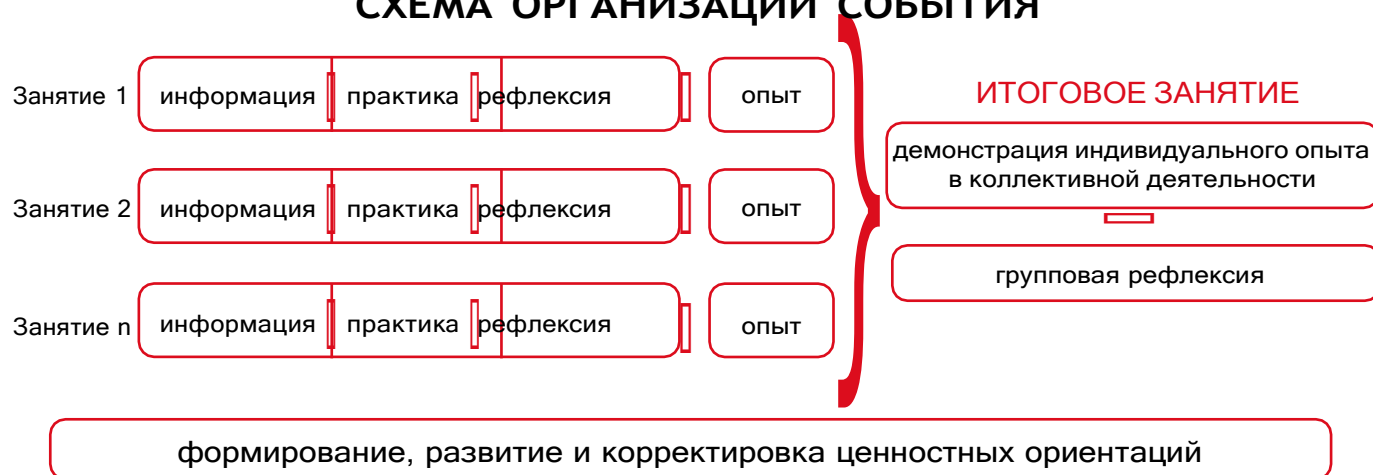 СХЕМА ОРГАНИЗАЦИИ СОБЫТИЯ
Занятие 1 информация практика рефлексия опыт
ИТОГОВОЕ ЗАНЯТИЕ
демонстрация индивидуального опыта
в коллективной деятельности
Занятие 2 информация практика рефлексия опыт
групповая рефлексия
Занятие n информация практика рефлексия опыт
формирование, развитие и корректировка ценностных ориентаций